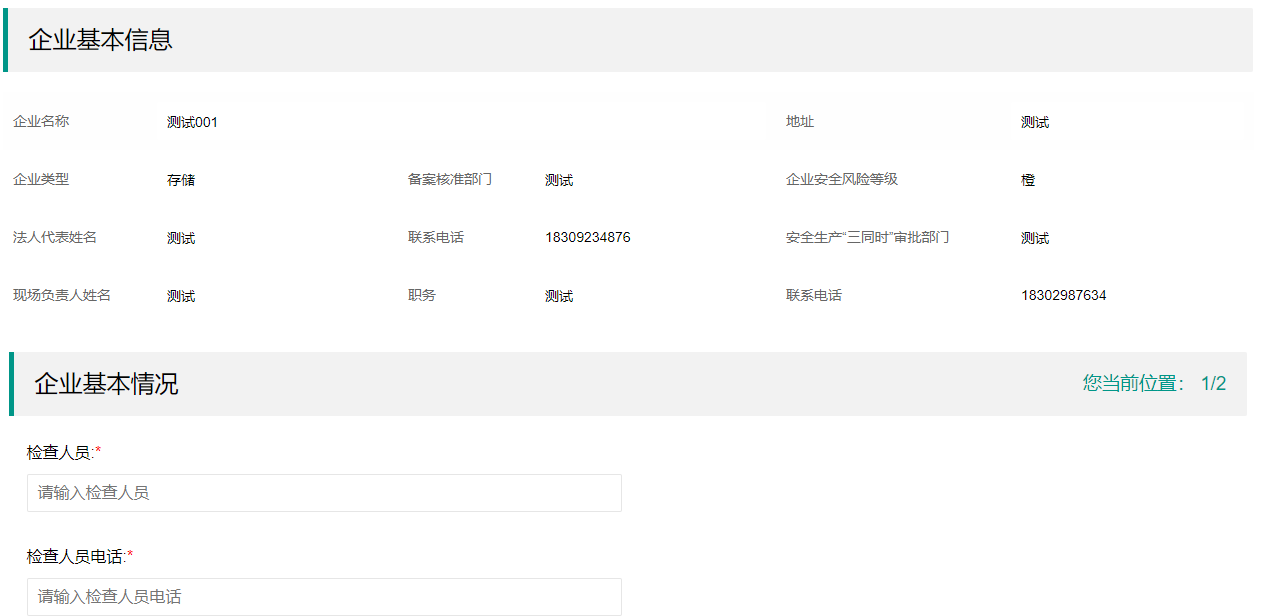 企业基本信息
企业名称 测试001 地址 测试
企业类型 存储 备案核准部门 测试 企业安全风险等级 橙
法人代表姓名 测试 联系电话 18309234876 安全生产“三同时”审批部门 测试
现场负责人姓名 测试 职务 测试 联系电话 18302987634
企业基本情况 您当前位置： 1/2
检查人员:*
请输入检查人员
检查人员电话:*
请输入检查人员电话